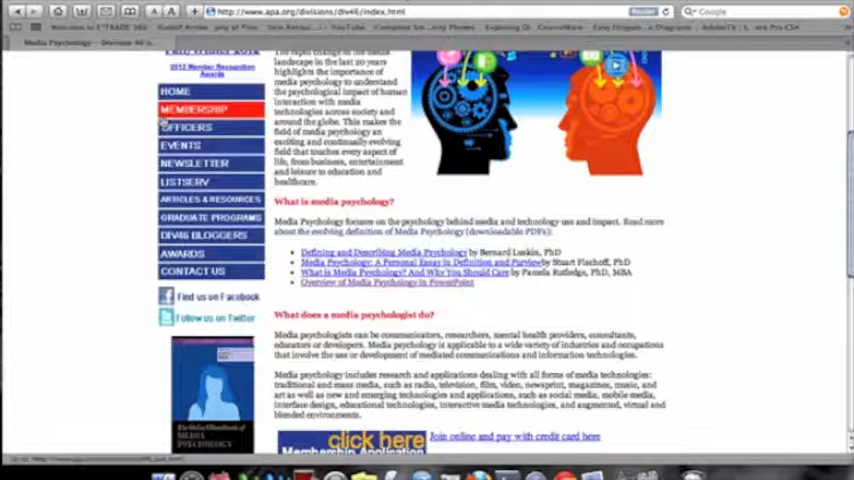 http://www.apa.org/divisions/div46/index.html
Reader
Google
YouTube
2012 Member Recognition
Awards
HOME
MEMBERSHIP
OFFICERS
EVENTS
NEWSLETTER
LISTSERV
ARTICLES & RESOURCES
GRADUATE PROGRAMS
DIV46 BLOGGERS
AWARDS
CONTACT US
Find us on Facebook
Follow us on Twitter
MEDIA
PSYCHOLOGY
landscape in the last 20 years
highlights the importance of
media psychology to understand
the psychological impact of human
interaction with media
technologies across society and
around the globe. This makes the
field of media psychology an
exciting and continually evolving
field that touches every aspect of
life, from business, entertainment
and leisure to education and
healthcare.
What is media psychology?
Media Psychology focuses on the psychology behind media and technology use and impact. Read more
about the evolving definition of Media Psychology (downloadable PDFs):
Defining and Describing Media Psychology by Bernard Luskin, PhD
Media Psychology: A Personal Essay in Definition and Purview by Stuart Fischoff, PhD
What is Media Psychology? And Why You Should Care by Pamela Rutledge, PhD, MBA
Overview of Media Psychology in PowerPoint
What does a media psychologist do?
Media psychologists can be communicators, researchers, mental health providers, consultants,
educators or developers. Media psychology is applicable to a wide variety of industries and occupations
that involve the use or development of mediated communications and information technologies.
Media psychology includes research and applications dealing with all forms of media technologies:
traditional and mass media, such as radio, television, film, video, newsprint, magazines, music, and
art as well as new and emerging technologies and applications, such as social media, mobile media,
interface design, educational technologies, interactive media technologies, and augmented, virtual and
blended environments.
click here
Membership Application
Join online and pay with credit card here